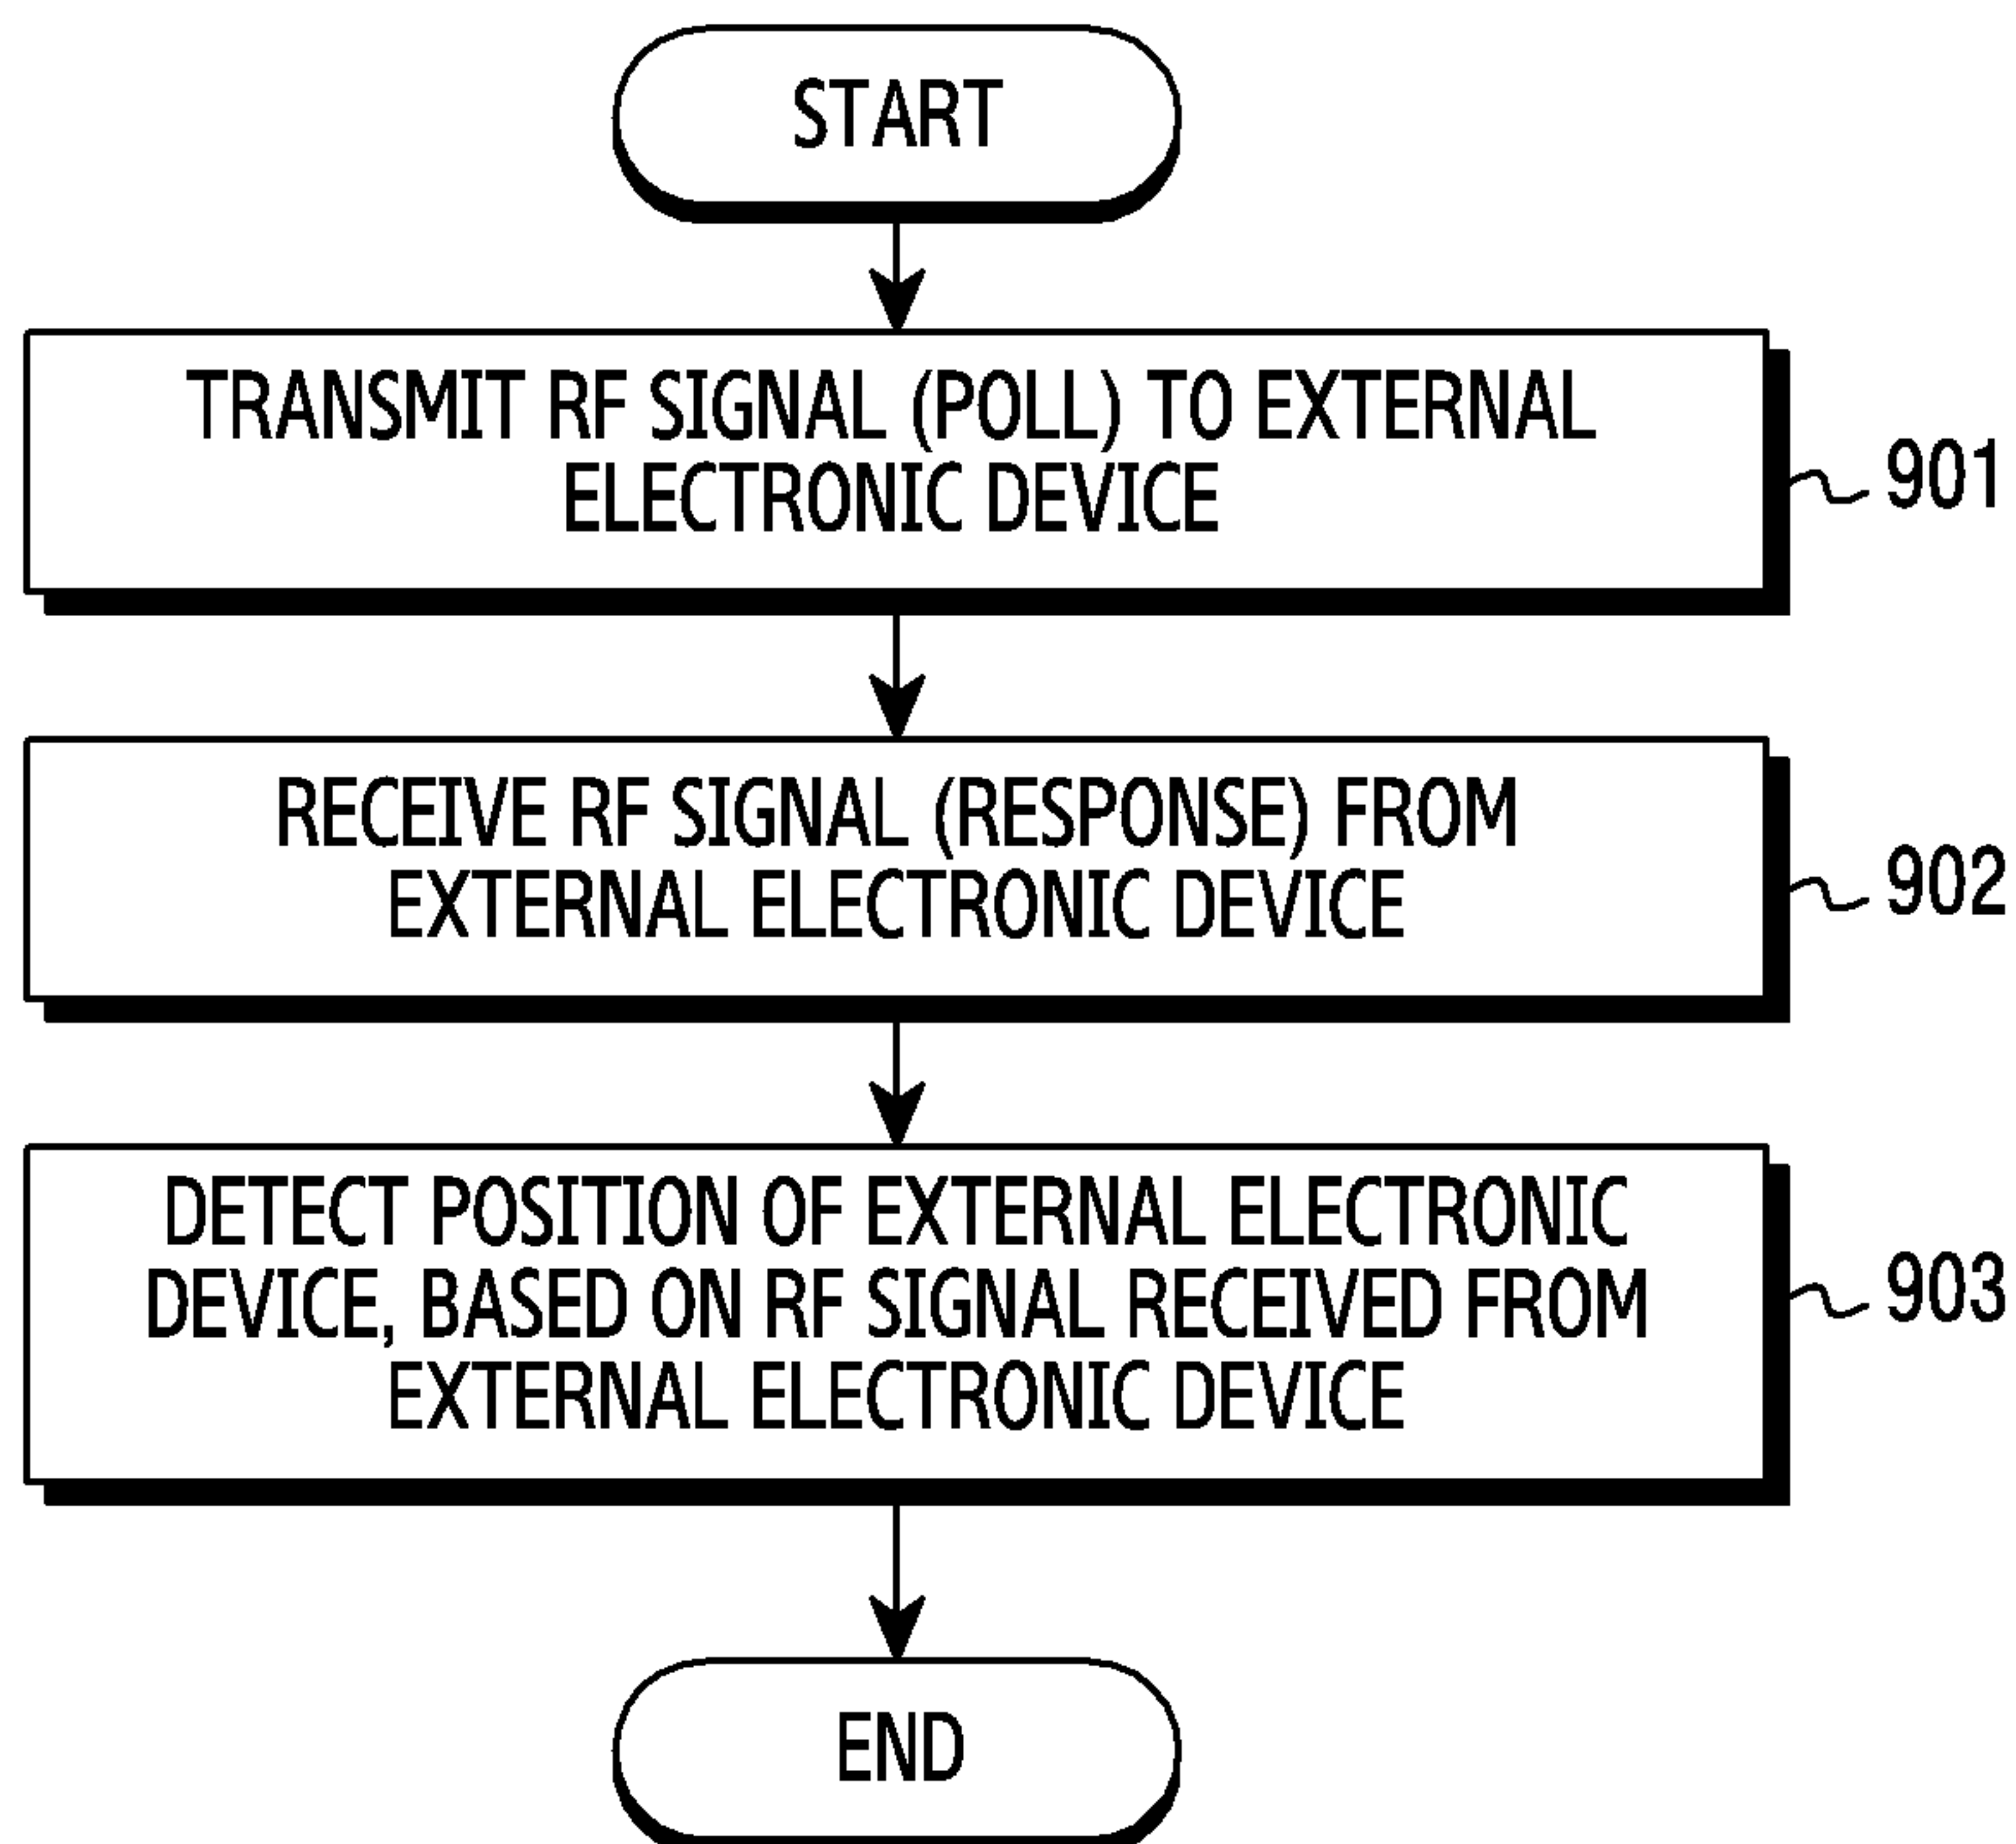 START
TRANSMIT RF SIGNAL (POLL) TO EXTERNAL
ELECTRONIC DEVICE
901
RECEIVE RF SIGNAL (RESPONSE) FROM
EXTERNAL ELECTRONIC DEVICE
902
DETECT POSITION OF EXTERNAL ELECTRONIC
DEVICE, BASED ON RF SIGNAL RECEIVED FROM
EXTERNAL ELECTRONIC DEVICE
903
END